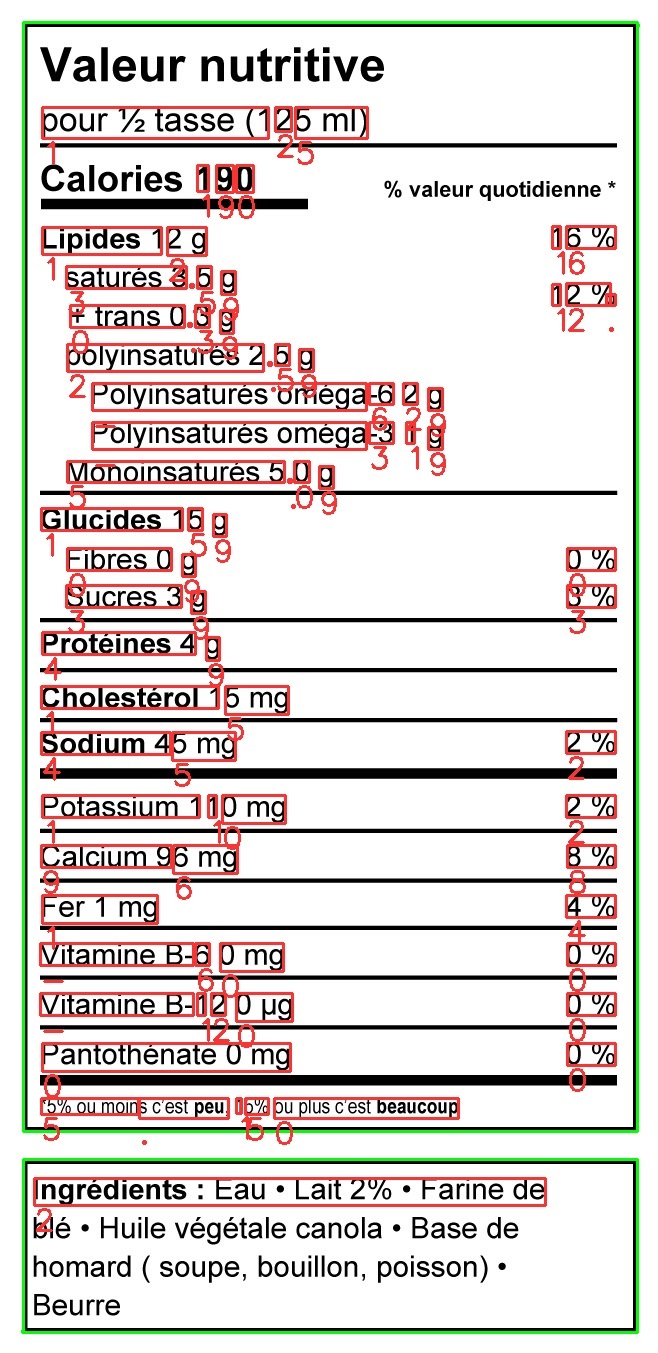 Valeur nutritive
pour ½ tasse (125 ml)
Calories 190
% valeur quotidienne *
Lipides 12 g 16 %
saturés 3.5 g 12 %
+ trans 0.3 g
polyinsaturés 2.5 g
Polyinsaturés oméga-6 2 g
Polyinsaturés oméga-3 1 g
Monoinsaturés 5.0 g
Glucides 15 g
Fibres 0 g 0 %
Sucres 3 g 3 %
Protéines 4 g
Cholestérol 15 mg
Sodium 45 mg 2 %
Potassium 110 mg 2 %
Calcium 96 mg 8 %
Fer 1 mg 4 %
Vitamine B-6 0 mg 0 %
Vitamine B-12 0 µg 0 %
Pantothénate 0 mg 0 %
*5% ou moins c'est peu, 15% ou plus c'est beaucoup
Ingrédients : Eau • Lait 2% • Farine de
blé • Huile végétale canola • Base de
homard ( soupe, bouillon, poisson) •
Beurre